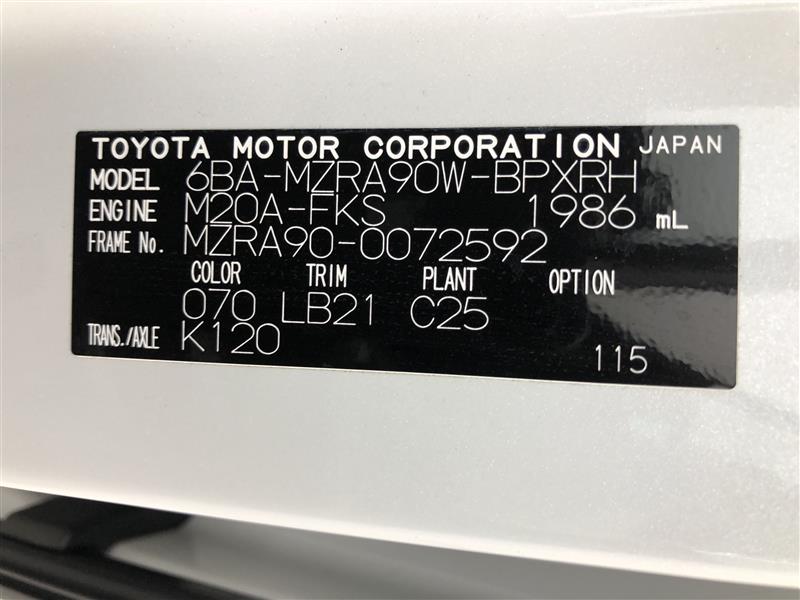 TOYOTA MOTOR CORPORATION JAPAN
MODEL 6BA-MZRA90W-BPXRH
ENGINE M20A-FKS 1986 mL
FRAME No. MZRA90-0072592
COLOR TRIM PLANT OPTION
070 LB21 C25
TRANS./AXLE K120
115